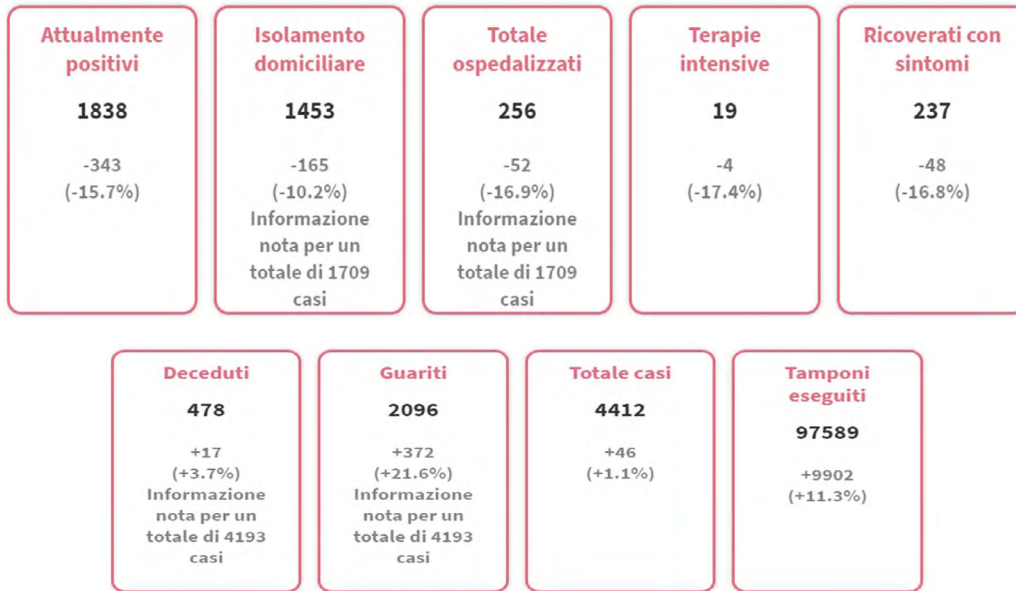 Attualmente
positivi
1838
-343
(-15.7%)
Isolamento
domiciliare
1453
-165
(-10.2%)
Informazione
nota per un
totale di 1709
casi
Totale
ospedalizzati
256
-52
(-16.9%)
Informazione
nota per un
totale di 1709
casi
Terapie
intensive
19
-4
(-17.4%)
Ricoverati con
sintomi
237
-48
(-16.8%)
Deceduti
478
+17
(+3.7%)
Informazione
nota per un
totale di 4193
casi
Guariti
2096
+372
(+21.6%)
Informazione
nota per un
totale di 4193
casi
Totale casi
4412
+46
(+1.1%)
Tamponi
eseguiti
97589
+9902
(+11.3%)